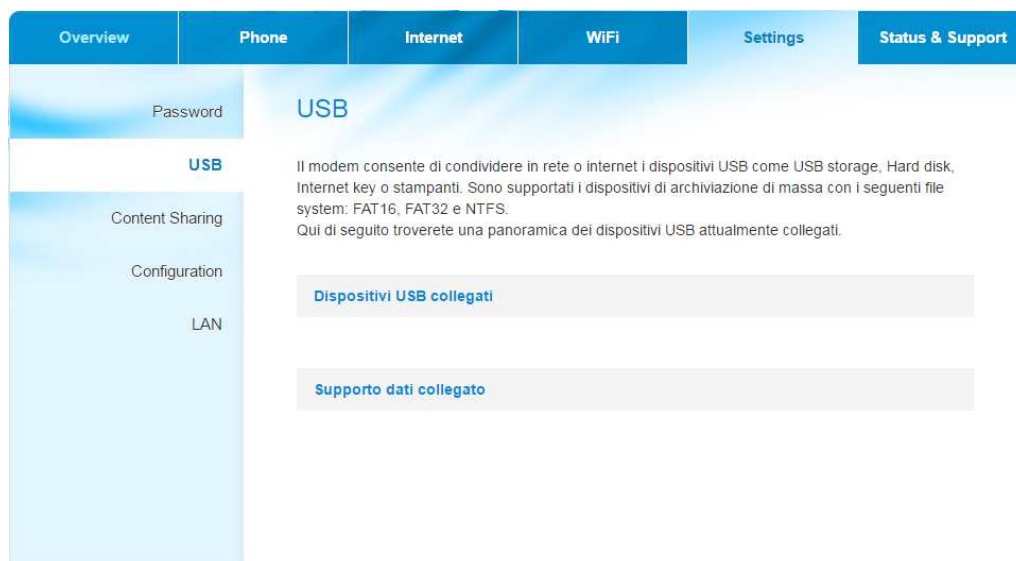 Overview
Phone
Internet
WiFi
Settings
Status & Support
Password
USB
Content Sharing
Configuration
LAN
USB
Il modem consente di condividere in rete o internet i dispositivi USB come USB storage, Hard disk,
Internet key o stampanti. Sono supportati i dispositivi di archiviazione di massa con i seguenti file
system: FAT16, FAT32 e NTFS.
Qui di seguito troverete una panoramica dei dispositivi USB attualmente collegati.
Dispositivi USB collegati
Supporto dati collegato